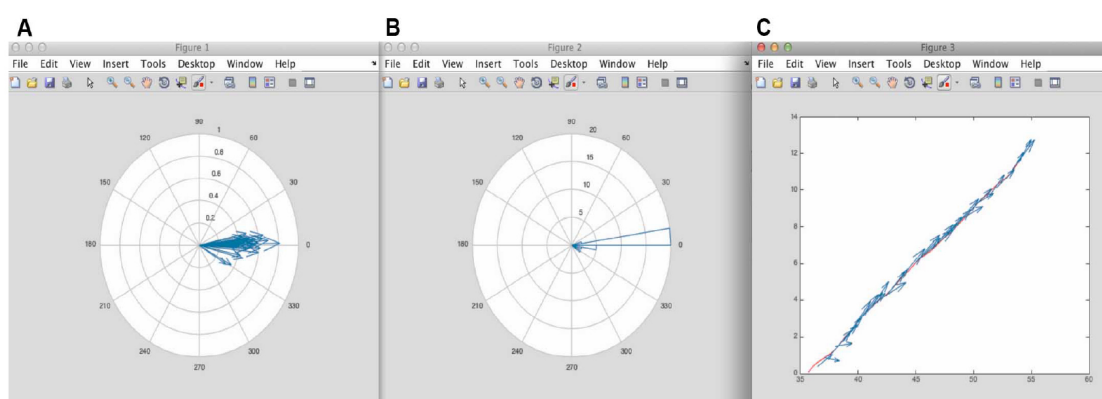 A B C
Figure 1 Figure 2 Figure 3
File Edit View Insert Tools Desktop Window Help
File Edit View Insert Tools Desktop Window Help
File Edit View Insert Tools Desktop Window Help
90
120 1 60
0.8
0.6
150 0.4 30
0.2
180 0
210 330
240 300
270
90
120 20 60
15
150 10 30
5
180 0
210 330
240 300
270
14
12
10
8
6
4
2
0
35 40 45 50 55 60